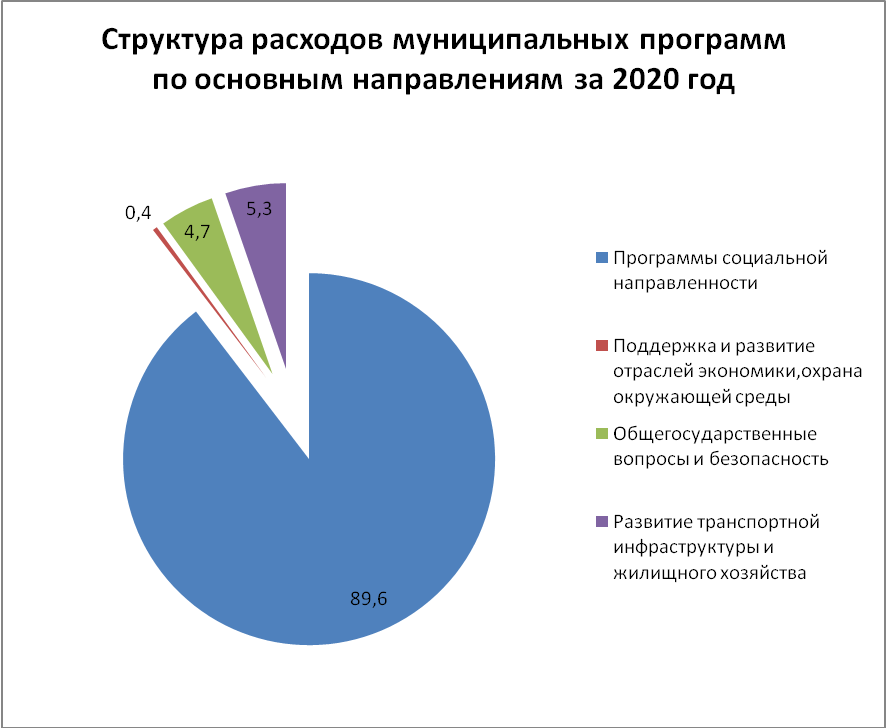 Структура расходов муниципальных программ
по основным направлениям за 2020 год
0,4
4,7
5,3
89,6
Программы социальной
направленности
Поддержка и развитие
отраслей экономики,охрана
окружающей среды
Общегосударственные
вопросы и безопасность
Развитие транспортной
инфраструктуры и
жилищного хозяйства